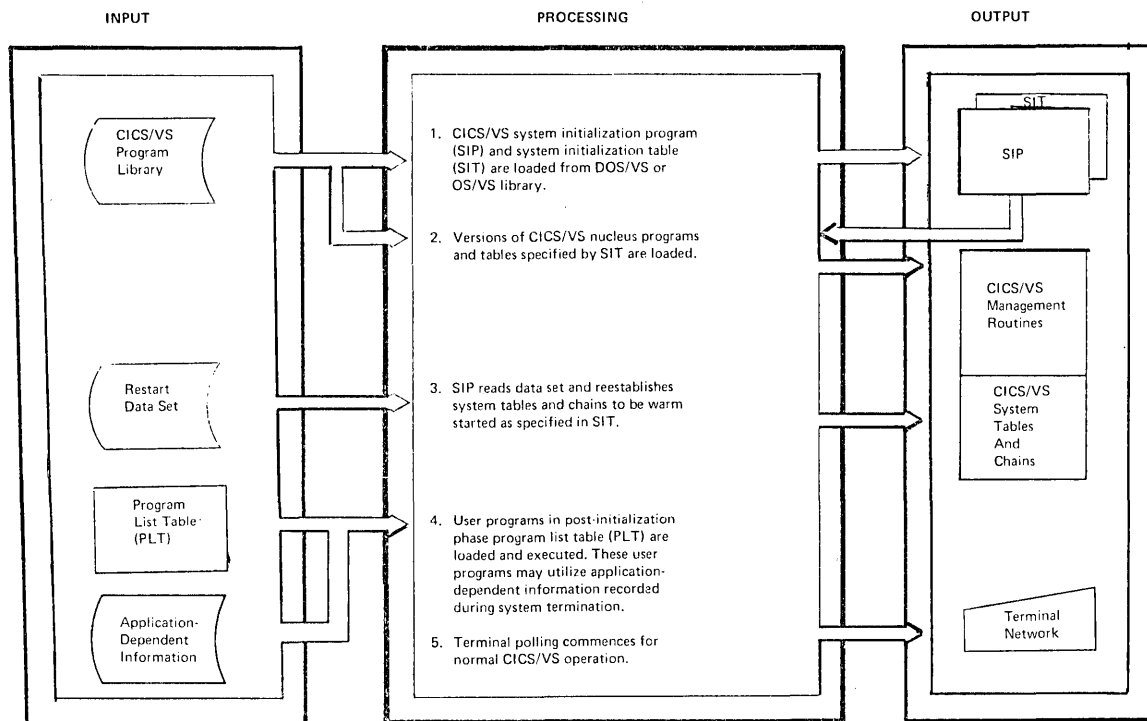 INPUT
PROCESSING
OUTPUT
CICS/VS
Program
Library
Restart
Data Set
Program
List Table
(PLT)
Application-
Dependent
Information
1. CICS/VS system initialization program
(SIP) and system initialization table
(SIT) are loaded from DOS/VS or
OS/VS library.
2. Versions of CICS/VS nucleus programs
and tables specified by SIT are loaded.
3. SIP reads data set and reestablishes
system tables and chains to be warm
started as specified in SIT.
4. User programs in post-initialization
phase program list table (PLT) are
loaded and executed. These user
programs may utilize application-
dependent information recorded
during system termination.
5. Terminal polling commences for
normal CICS/VS operation.
SIT
SIP
CICS/VS
Management
Routines
CICS/VS
System
Tables
And
Chains
Terminal
Network